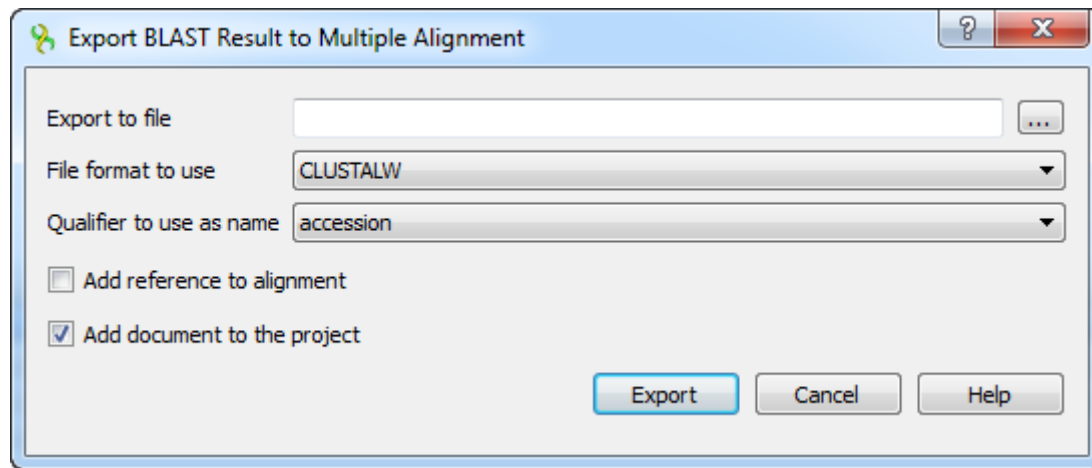 Export BLAST Result to Multiple Alignment
Export to file
...
File format to use CLUSTALW
Qualifier to use as name accession
Add reference to alignment
Add document to the project
Export Cancel Help